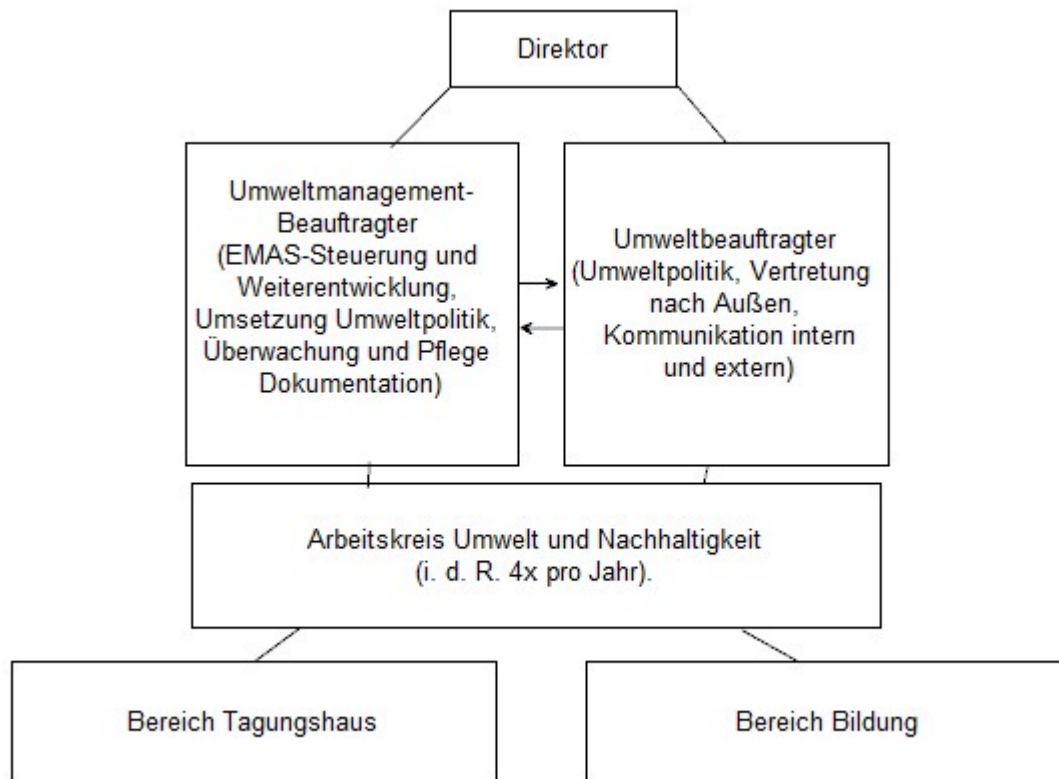 Direktor
Umweltmanagement-
Beauftragter
(EMAS-Steuerung und
Weiterentwicklung,
Umsetzung Umweltpolitik,
Überwachung und Pflege
Dokumentation)
Umweltbeauftragter
(Umweltpolitik, Vertretung
nach Außen,
Kommunikation intern
und extern)
Arbeitskreis Umwelt und Nachhaltigkeit
(i. d. R. 4x pro Jahr).
Bereich Tagungshaus
Bereich Bildung